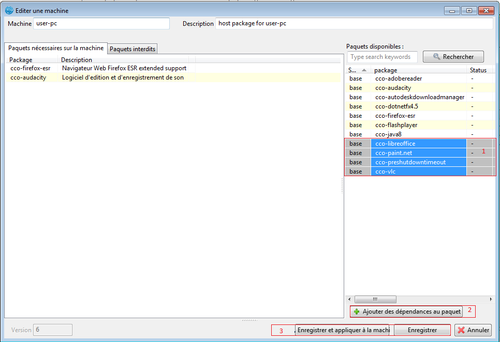 Editer une machine
Machine user-pc Description host package for user-pc
Paquets nécessaires sur la machine Paquets interdits
Package Description
cco-firefox-esr Navigateur Web Firefox ESR extended support
cco-audacity Logiciel d'edition et d'enregistrement de son
Paquets disponibles :
Type search keywords Rechercher
S... package Status
base cco-adobereader -
base cco-audacity -
base cco-autodeskdownloadmanager -
base cco-dotnetfx4.5 -
base cco-firefox-esr -
base cco-flashplayer -
base cco-java8 -
base cco-libreoffice -
base cco-paint.net - 1
base cco-preshutdowntimeout -
base cco-vlc -
Ajouter des dépendances au paquet 2
Version 6 3 Enregistrer et appliquer à la machi Enregistrer Annuler